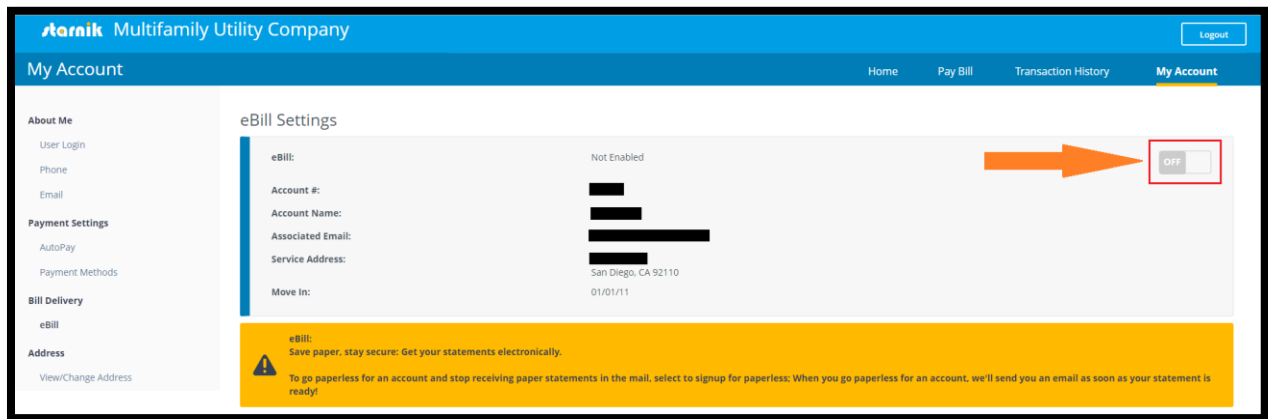 starnik Multifamily Utility Company
Logout
My Account
Home Pay Bill Transaction History My Account
About Me
User Login
Phone
Email
Payment Settings
AutoPay
Payment Methods
Bill Delivery
eBill
Address
View/Change Address
eBill Settings
eBill: Not Enabled
OFF
Account #:
Account Name:
Associated Email:
Service Address:
San Diego, CA 92110
Move In: 01/01/11
eBill:
Save paper, stay secure: Get your statements electronically.
To go paperless for an account and stop receiving paper statements in the mail, select to signup for paperless; When you go paperless for an account, we'll send you an email as soon as your statement is
ready!